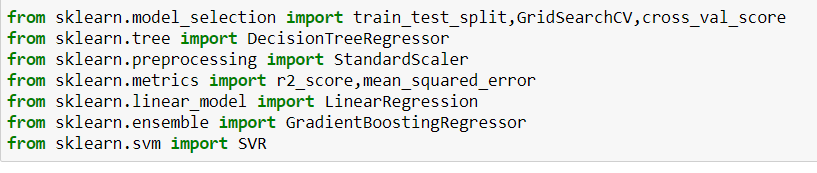 from sklearn.model_selection import train_test_split,GridSearchCV,cross_val_score
from sklearn.tree import DecisionTreeRegressor
from sklearn.preprocessing import StandardScaler
from sklearn.metrics import r2_score,mean_squared_error
from sklearn.linear_model import LinearRegression
from sklearn.ensemble import GradientBoostingRegressor
from sklearn.svm import SVR